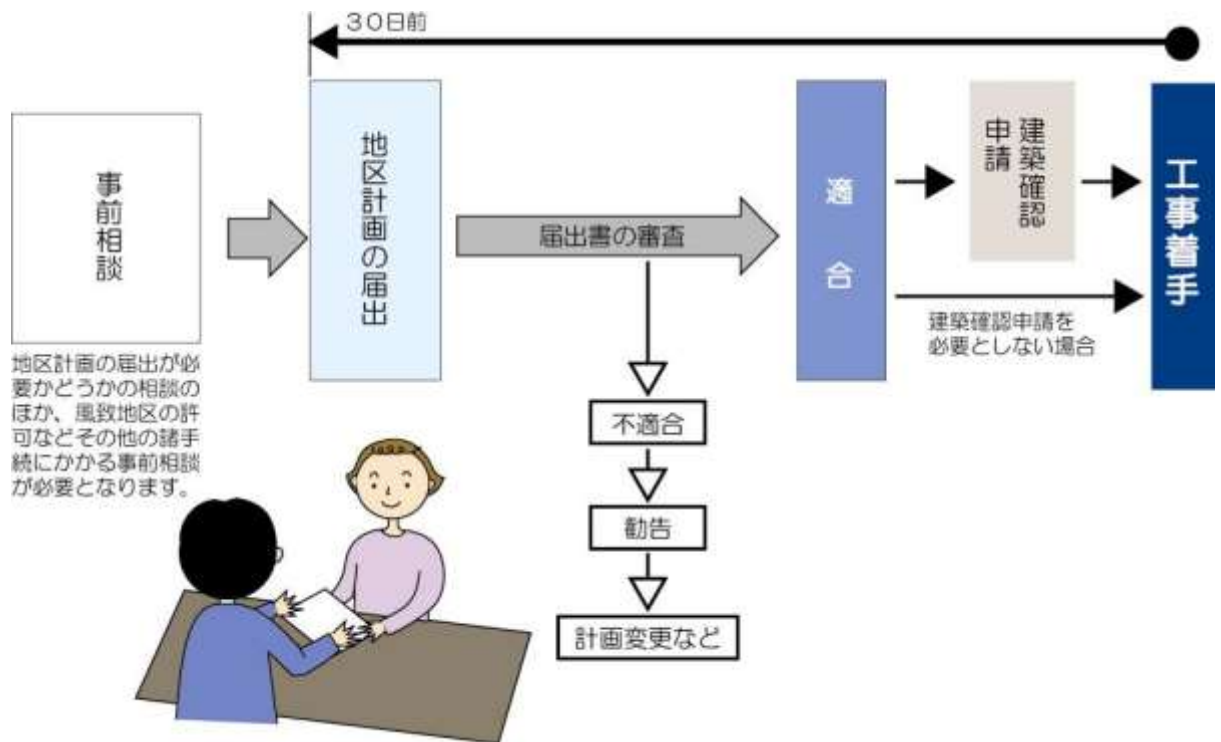 30日前
事前相談
地区計画の届出が必
要かどうかの相談の
ほか、風致地区の許
可などその他の諸手
続にかかる事前相談
が必要となります。
地区計画の届出
届出書の審査
不適合
勧告
計画変更など
適合
建築確認
申請
建築確認申請を
必要としない場合
工事着手